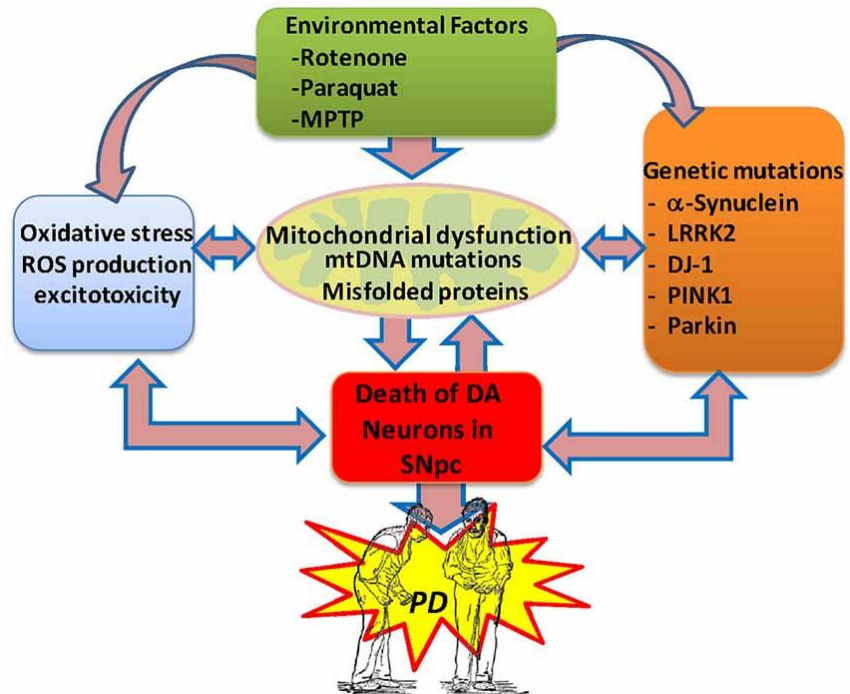 Environmental Factors
-Rotenone
-Paraquat
-MPTP
Oxidative stress
ROS production
excitotoxicity
Mitochondrial dysfunction
mtDNA mutations
Misfolded proteins
Genetic mutations
- α-Synuclein
- LRRK2
- DJ-1
- PINK1
- Parkin
Death of DA
Neurons in
SNpc
PD